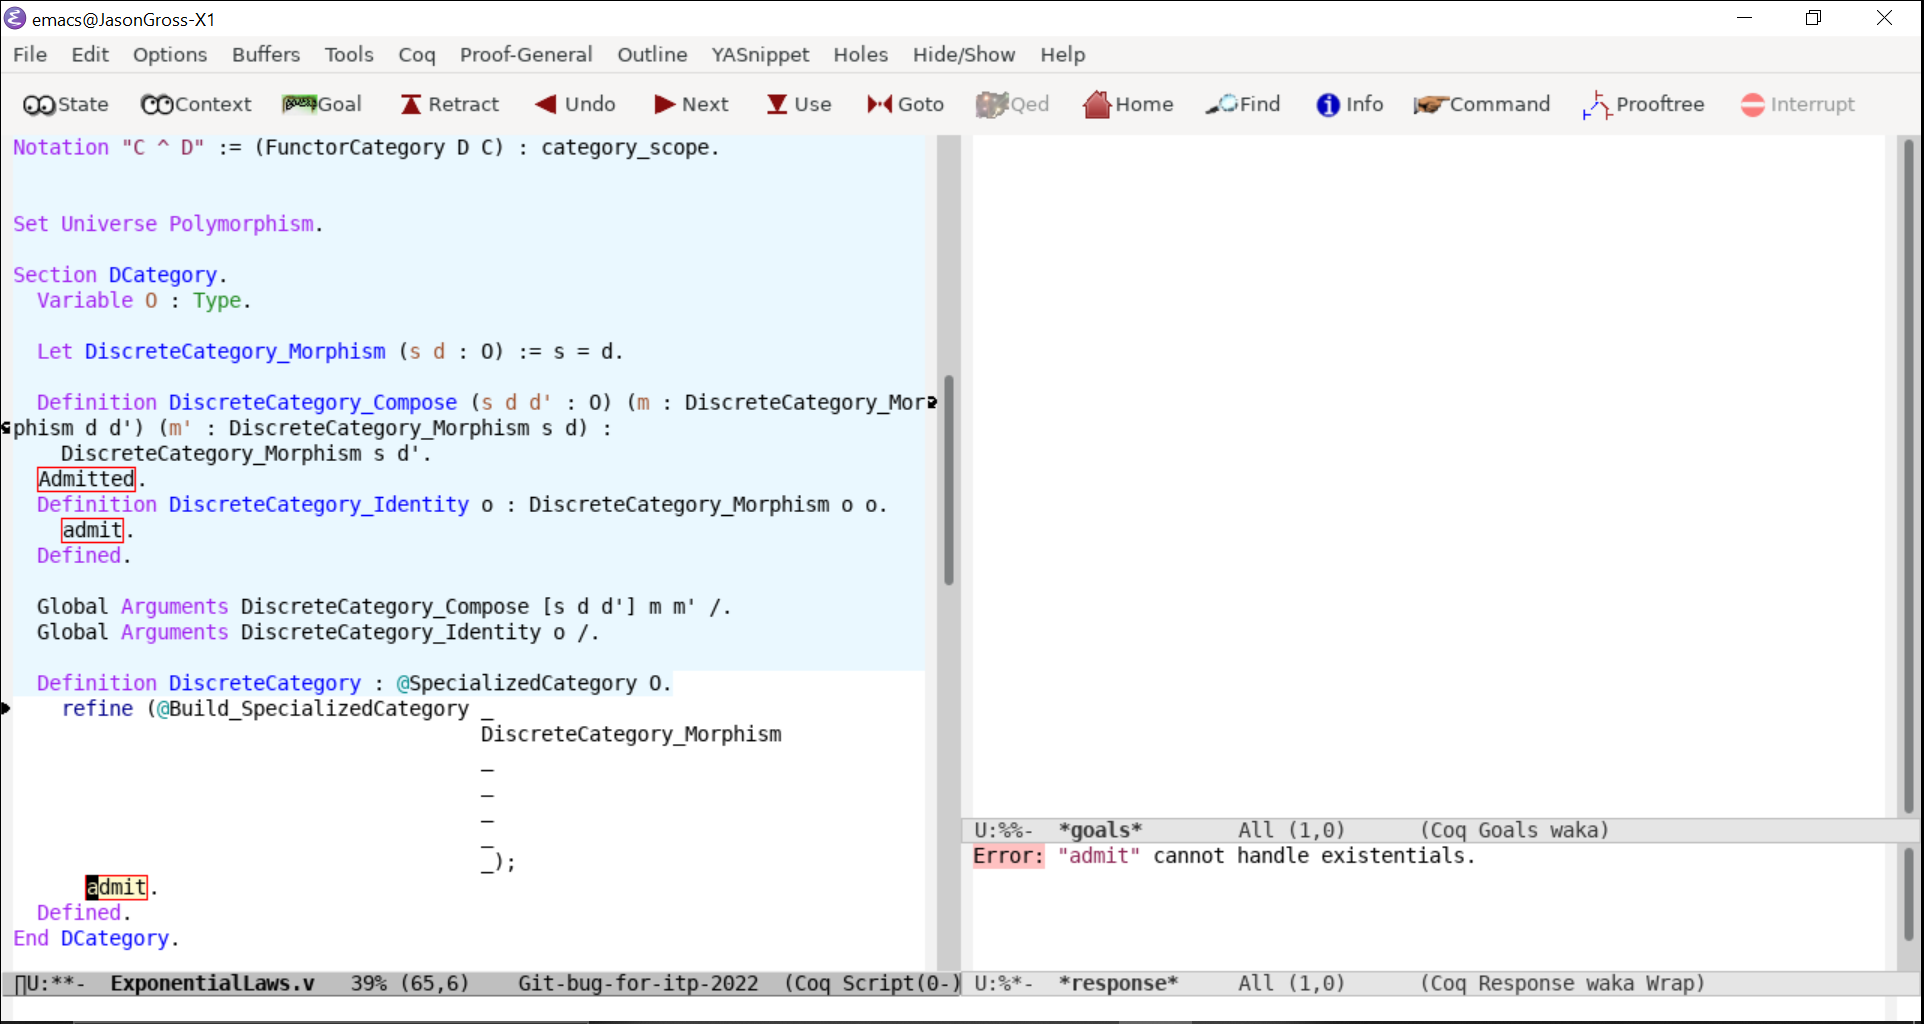 emacs@JasonGross-X1
File Edit Options Buffers Tools Coq Proof-General Outline YASnippet Holes Hide/Show Help
State Context Goal Retract Undo Next Use Goto Qed Home Find Info Command Prooftree Interrupt
Notation "C ^ D" := (FunctorCategory D C) : category_scope.
Set Universe Polymorphism.
Section DCategory.
Variable O : Type.
Let DiscreteCategory_Morphism (s d : O) := s = d.
Definition DiscreteCategory_Compose (s d d' : O) (m : DiscreteCategory_Mor
phism d d') (m' : DiscreteCategory_Morphism s d) :
DiscreteCategory_Morphism s d'.
Admitted.
Definition DiscreteCategory_Identity o : DiscreteCategory_Morphism o o.
admit.
Defined.
Global Arguments DiscreteCategory_Compose [s d d'] m m' /.
Global Arguments DiscreteCategory_Identity o /.
Definition DiscreteCategory : @SpecializedCategory O.
refine (@Build_SpecializedCategory _
DiscreteCategory_Morphism
_
_
_
_
_);
admit.
Defined.
End DCategory.
U:**- ExponentialLaws.v 39% (65,6) Git-bug-for-itp-2022 (Coq Script(0-)
U:%%- *goals* All (1,0) (Coq Goals waka)
Error: "admit" cannot handle existentials.
U:%*- *response* All (1,0) (Coq Response waka Wrap)